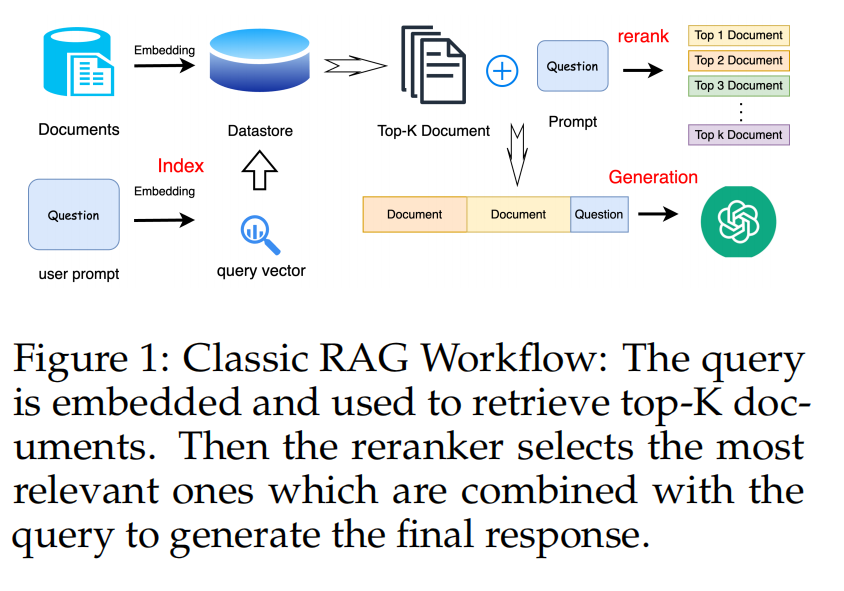 Embedding
rerank
Question
Top 1 Document
Top 2 Document
Top 3 Document
Top k Document
Documents
Datastore
Top-K Document
Prompt
Index
Embedding
Question
user prompt
query vector
Generation
Document
Document
Question
Figure 1: Classic RAG Workflow: The query
is embedded and used to retrieve top-K doc-
uments. Then the reranker selects the most
relevant ones which are combined with the
query to generate the final response.